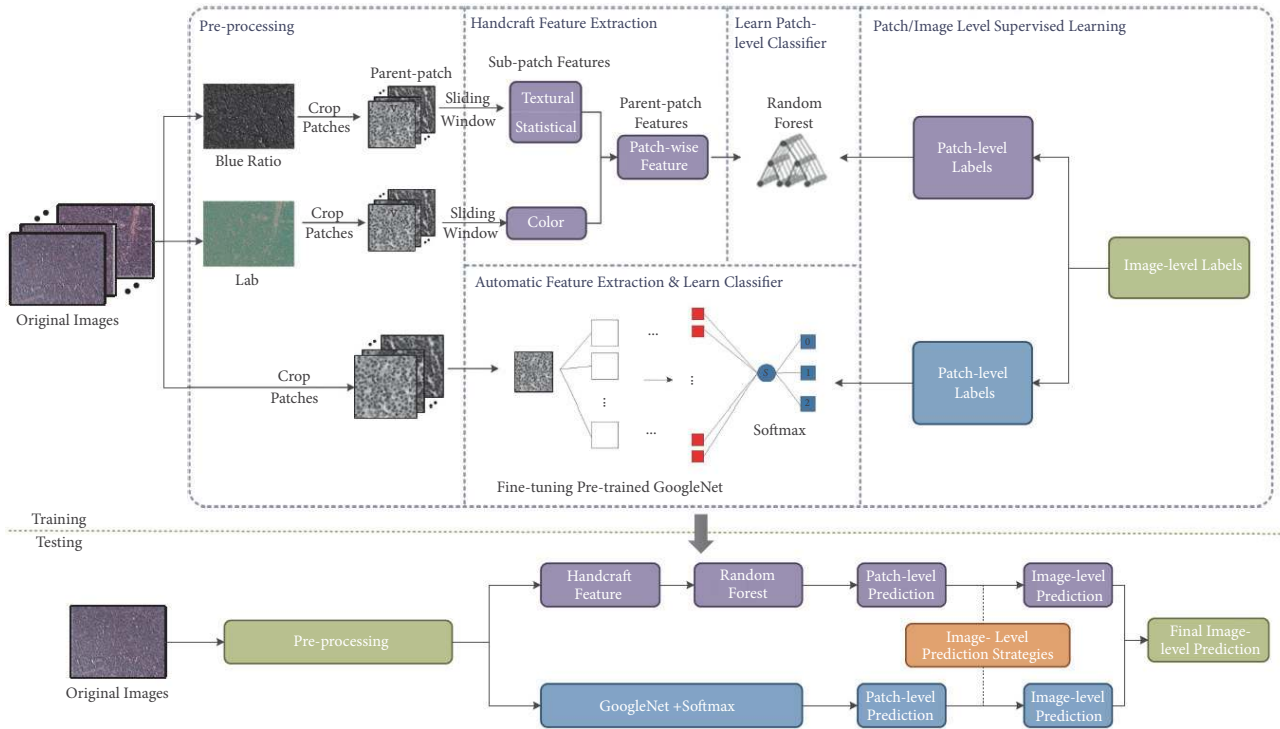 Pre-processing
Handcraft Feature Extraction
Learn Patch-
level Classifier
Patch/Image Level Supervised Learning
Parent-patch
Sub-patch Features
Crop
Patches
Sliding
Window
Textural
Statistical
Parent-patch
Features
Patch-wise
Feature
Random
Forest
Patch-level
Labels
Blue Ratio
Crop
Patches
Sliding
Window
Color
Lab
Image-level Labels
Original Images
Automatic Feature Extraction & Learn Classifier
Crop
Patches
...
...
...
...
...
S
0
1
2
Softmax
Patch-level
Labels
Fine-tuning Pre-trained GoogleNet
Training
Testing
Original Images
Pre-processing
Handcraft
Feature
Random
Forest
Patch-level
Prediction
Image-level
Prediction
Image- Level
Prediction Strategies
Final Image-
level Prediction
GoogleNet +Softmax
Patch-level
Prediction
Image-level
Prediction